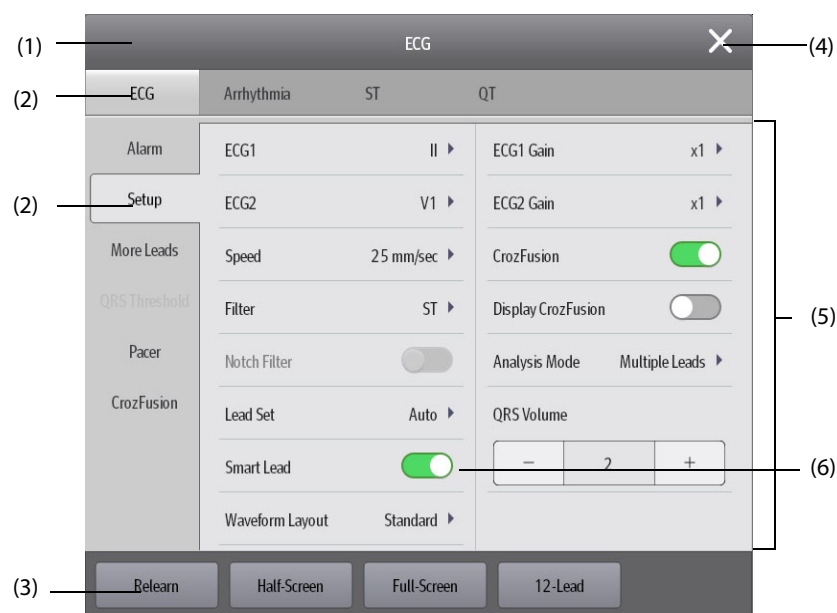 (1) ECG (4)
(2) ECG Arrhythmia ST QT
Alarm ECG1 II ECG1 Gain x1
(2) Setup ECG2 V1 ECG2 Gain x1
More Leads Speed 25 mm/sec CrozFusion
QRS Threshold Filter ST Display CrozFusion (5)
Pacer Notch Filter Analysis Mode Multiple Leads
CrozFusion Lead Set Auto QRS Volume
Smart Lead − 2 + (6)
Waveform Layout Standard
(3) Relearn Half-Screen Full-Screen 12-Lead